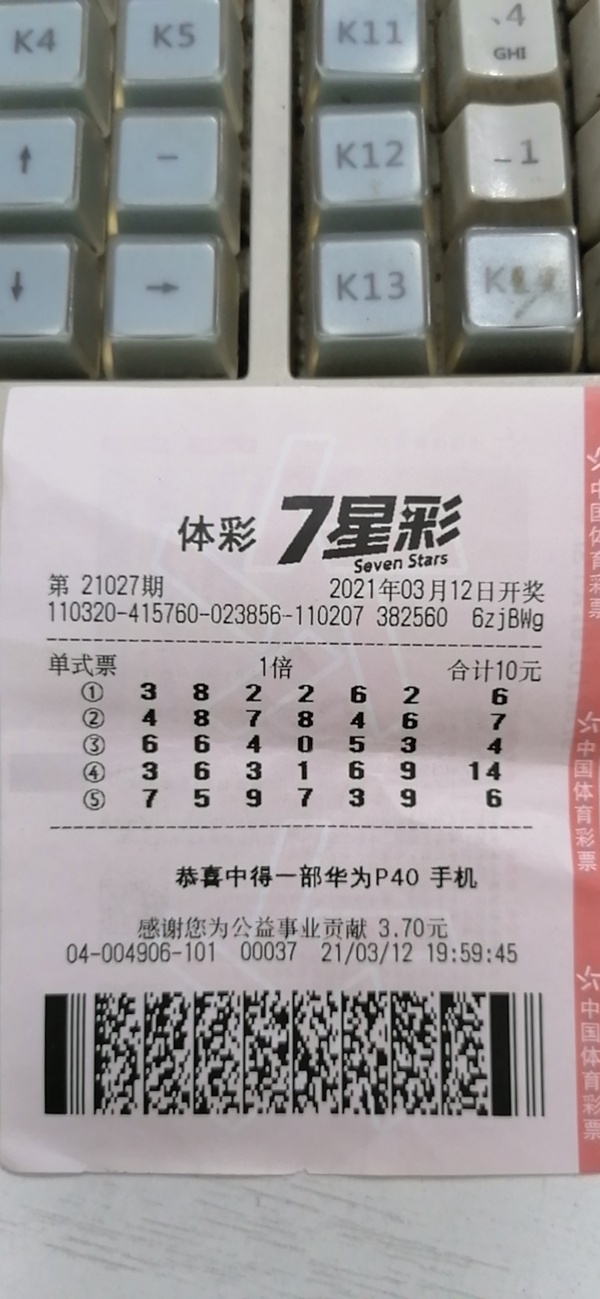 K4 K5 K11 、4
GHI
↑ − K12 _1
↓ → K13
体彩 7星彩
Seven Stars
第 21027期 2021年03月12日开奖
110320-415760-023856-110207 382560 6zjBWg
单式票 1倍 合计10元
① 3 8 2 2 6 2 6
② 4 8 7 8 4 6 7
③ 6 6 4 0 5 3 4
④ 3 6 3 1 6 9 14
⑤ 7 5 9 7 3 9 6
恭喜中得一部华为P40 手机
感谢您为公益事业贡献 3.70元
04-004906-101 00037 21/03/12 19:59:45
中国体育彩票
中国体育彩票
中国体育彩票